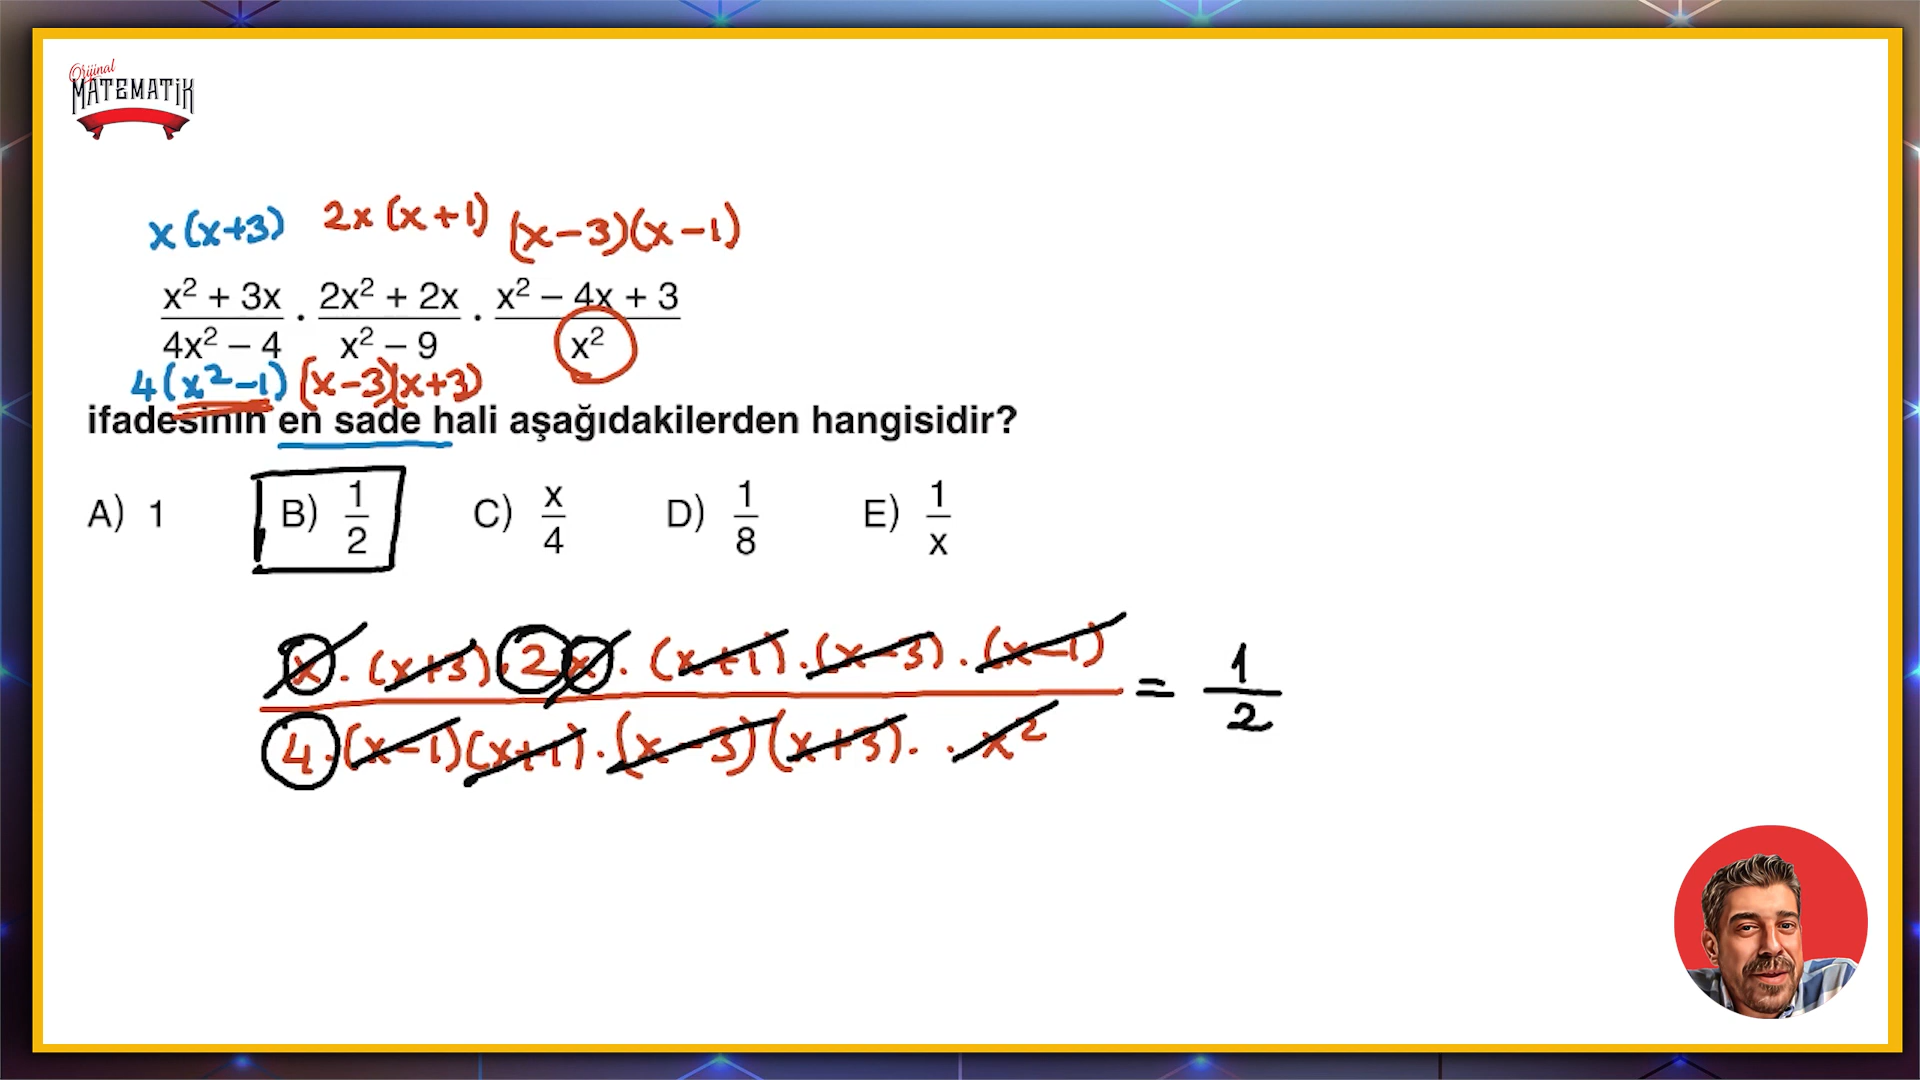 Orijinal
MATEMATİK
x(x+3) 2x(x+1) (x-3)(x-1)
x² + 3x / 4x² – 4 · 2x² + 2x / x² – 9 · x² – 4x + 3 / x²
4(x²-1) (x-3)(x+3)
ifadesinin en sade hali aşağıdakilerden hangisidir?
A) 1 B) 1/2 C) x/4 D) 1/8 E) 1/x
x·(x+3)·2x·(x+1)·(x-3)·(x-1) = 1
4·(x-1)(x+1)·(x-3)(x+3)··x² 2